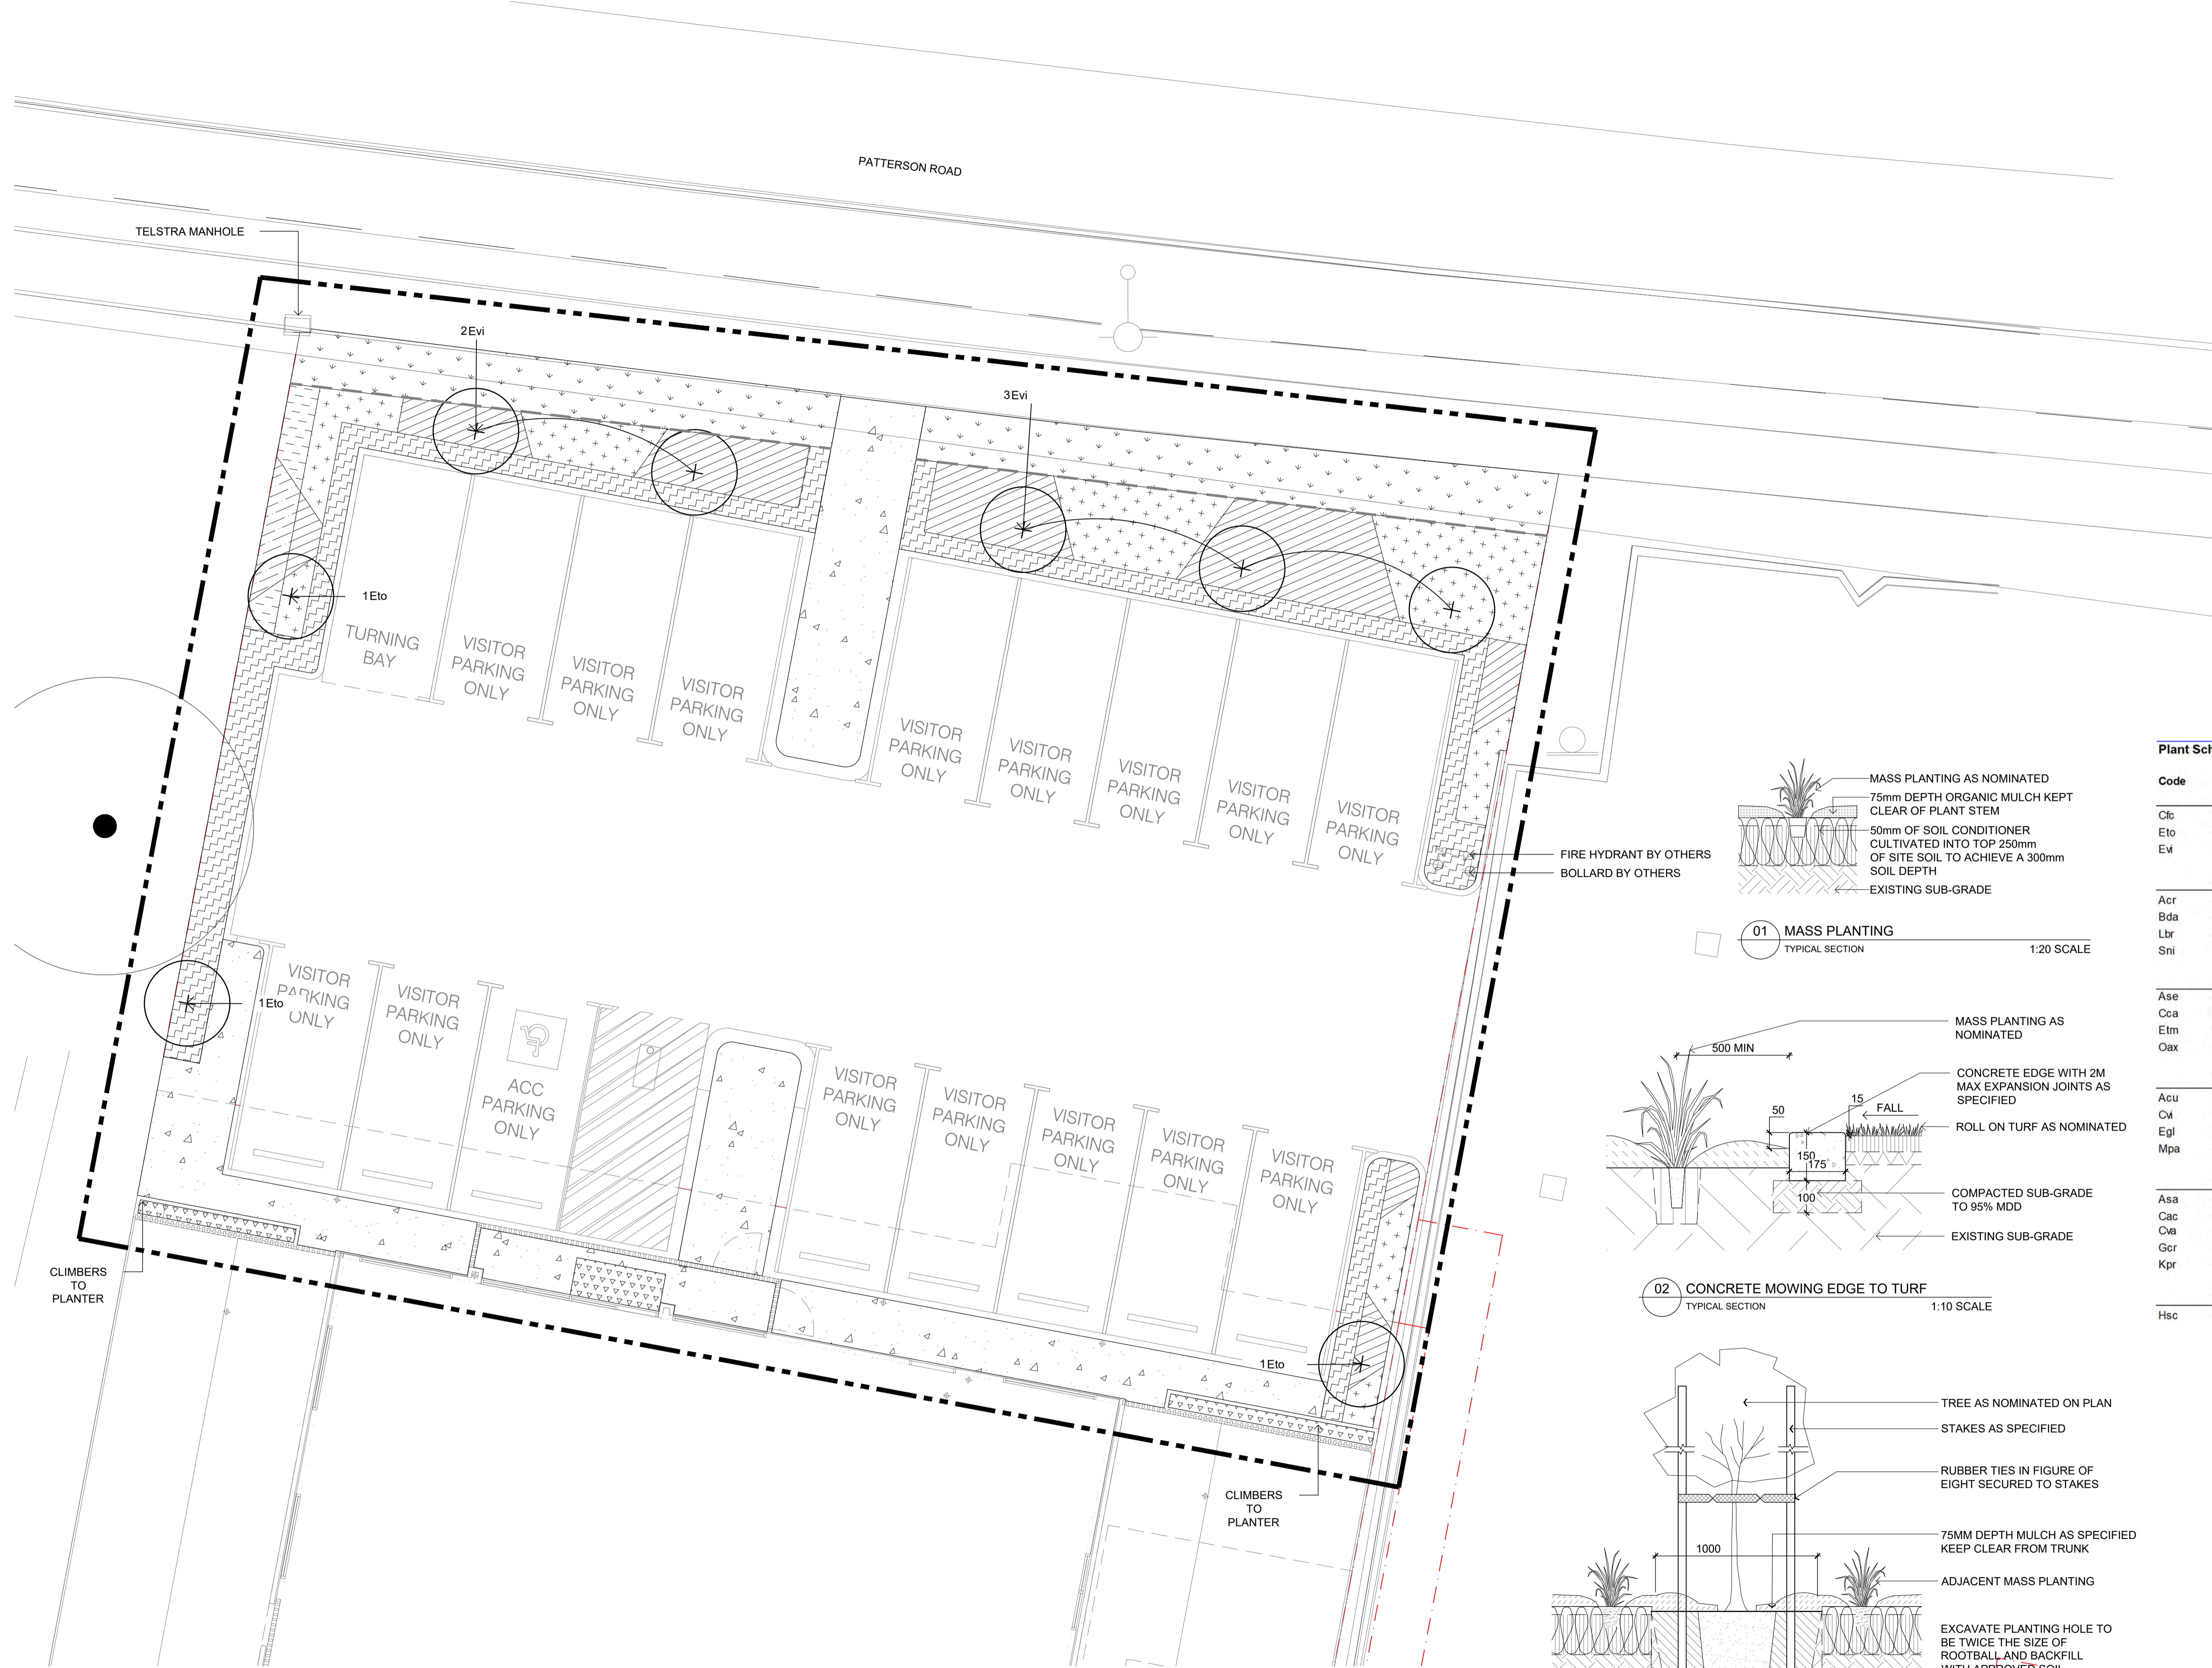 PATTERSON ROAD
TELSTRA MANHOLE
2Evi
3Evi
1Eto
TURNING
BAY
VISITOR
PARKING
ONLY
VISITOR
PARKING
ONLY
VISITOR
PARKING
ONLY
VISITOR
PARKING
ONLY
VISITOR
PARKING
ONLY
VISITOR
PARKING
ONLY
VISITOR
PARKING
ONLY
VISITOR
PARKING
ONLY
FIRE HYDRANT BY OTHERS
BOLLARD BY OTHERS
1Eto
VISITOR
PARKING
ONLY
VISITOR
PARKING
ONLY
ACC
PARKING
ONLY
VISITOR
PARKING
ONLY
VISITOR
PARKING
ONLY
VISITOR
PARKING
ONLY
VISITOR
PARKING
ONLY
VISITOR
PARKING
ONLY
1Eto
CLIMBERS
TO
PLANTER
CLIMBERS
TO
PLANTER
MASS PLANTING AS NOMINATED
75mm DEPTH ORGANIC MULCH KEPT
CLEAR OF PLANT STEM
50mm OF SOIL CONDITIONER
CULTIVATED INTO TOP 250mm
OF SITE SOIL TO ACHIEVE A 300mm
SOIL DEPTH
EXISTING SUB-GRADE
01 MASS PLANTING
TYPICAL SECTION 1:20 SCALE
MASS PLANTING AS
NOMINATED
500 MIN
CONCRETE EDGE WITH 2M
MAX EXPANSION JOINTS AS
SPECIFIED
50
15
FALL
ROLL ON TURF AS NOMINATED
150
175
100
COMPACTED SUB-GRADE
TO 95% MDD
EXISTING SUB-GRADE
02 CONCRETE MOWING EDGE TO TURF
TYPICAL SECTION 1:10 SCALE
TREE AS NOMINATED ON PLAN
STAKES AS SPECIFIED
RUBBER TIES IN FIGURE OF
EIGHT SECURED TO STAKES
75MM DEPTH MULCH AS SPECIFIED
KEEP CLEAR FROM TRUNK
1000
ADJACENT MASS PLANTING
EXCAVATE PLANTING HOLE TO
BE TWICE THE SIZE OF
ROOTBALL AND BACKFILL
WITH APPROVED SOIL
Plant Sch
Code
Cfc
Eto
Evi
Acr
Bda
Lbr
Sni
Ase
Cca
Etm
Oax
Acu
Cvi
Egl
Mpa
Asa
Cac
Cva
Gcr
Kpr
Hsc